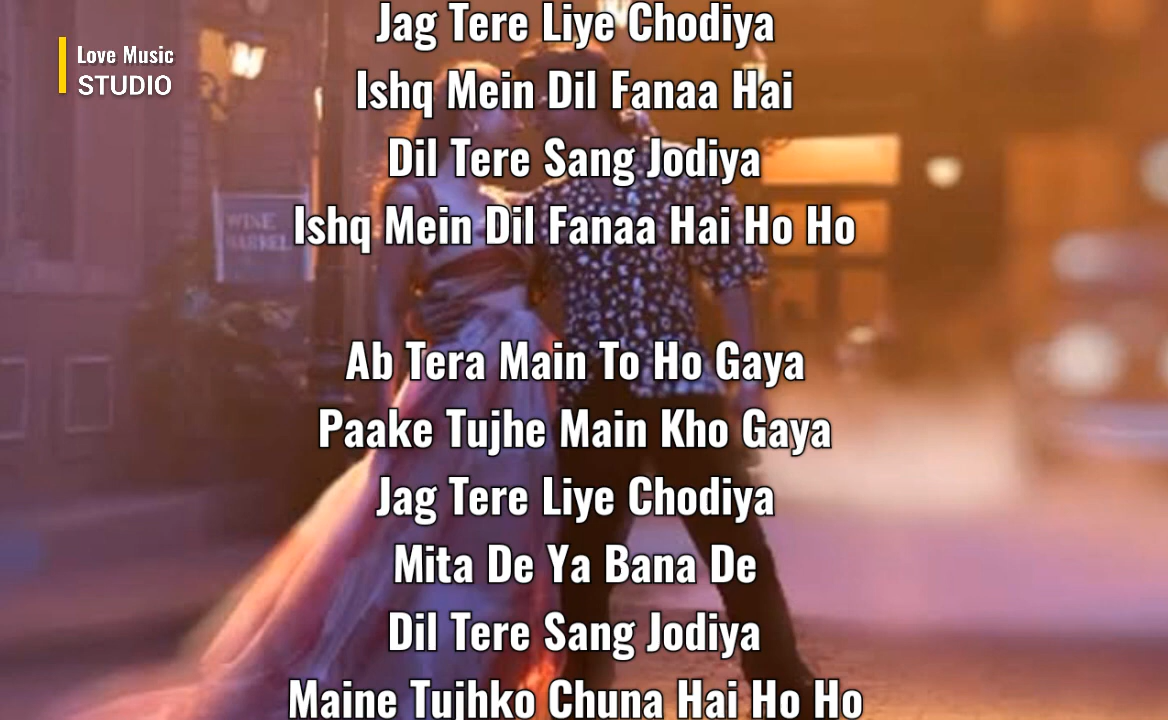 Love Music
STUDIO
Jag Tere Liye Chodiya
Ishq Mein Dil Fanaa Hai
Dil Tere Sang Jodiya
Ishq Mein Dil Fanaa Hai Ho Ho
WINE
BARREL
Ab Tera Main To Ho Gaya
Paake Tujhe Main Kho Gaya
Jag Tere Liye Chodiya
Mita De Ya Bana De
Dil Tere Sang Jodiya
Maine Tujhko Chuna Hai Ho Ho